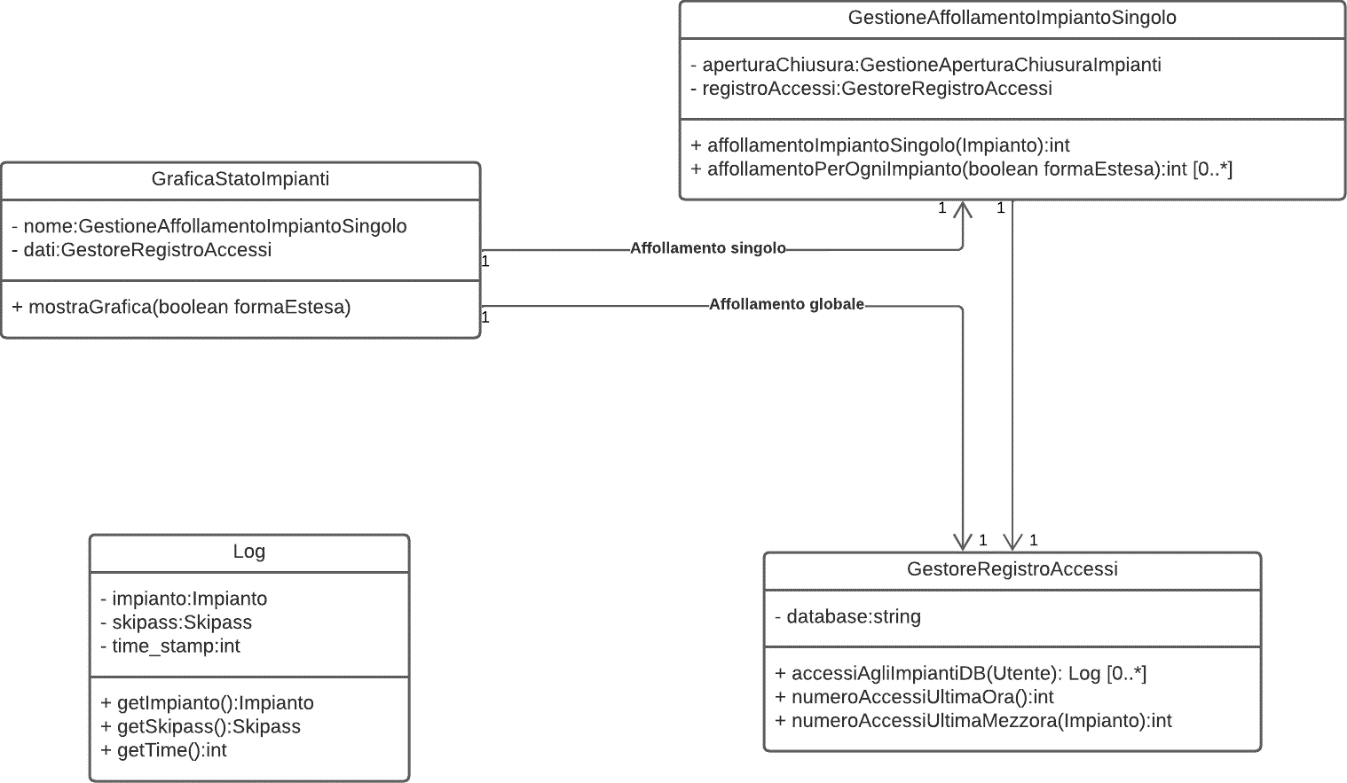 GestioneAffollamentoImpiantoSingolo
- aperturaChiusura:GestioneAperturaChiusuraImpianti
- registroAccessi:GestoreRegistroAccessi
+ affollamentoImpiantoSingolo(Impianto):int
+ affollamentoPerOgniImpianto(boolean formaEstesa):int [0..*]
GraficaStatoImpianti
- nome:GestioneAffollamentoImpiantoSingolo
- dati:GestoreRegistroAccessi
+ mostraGrafica(boolean formaEstesa)
1
1
Affollamento singolo
1
Affollamento globale
1
1
1
Log
- impianto:Impianto
- skipass:Skipass
- time_stamp:int
+ getImpianto():Impianto
+ getSkipass():Skipass
+ getTime():int
GestoreRegistroAccessi
- database:string
+ accessiAgliImpiantiDB(Utente): Log [0..*]
+ numeroAccessiUltimaOra():int
+ numeroAccessiUltimaMezzora(Impianto):int